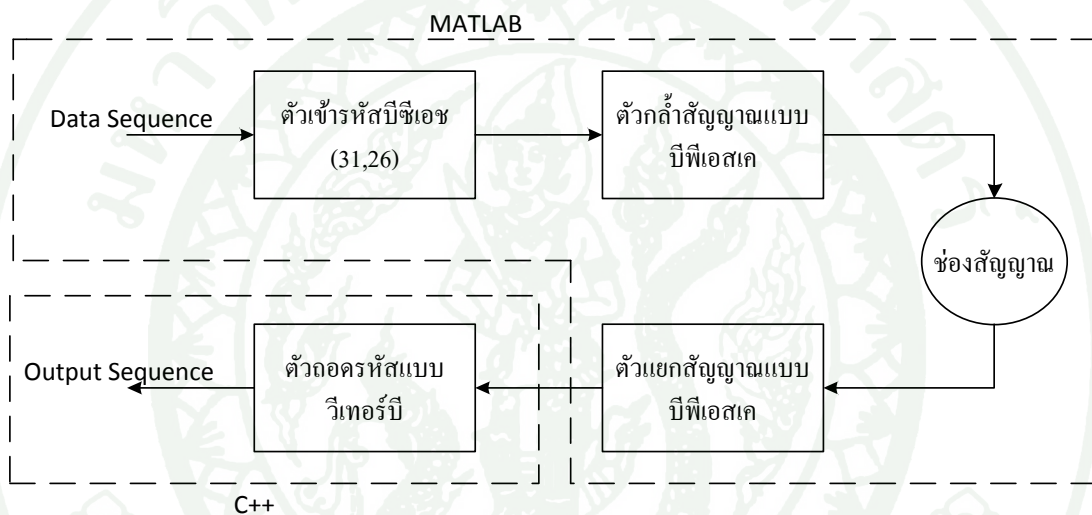 MATLAB
Data Sequence
ตัวเข้ารหัสบีซีเอช
(31,26)
ตัวกล้ำสัญญาณแบบ
บีพีเอสเค
ช่องสัญญาณ
Output Sequence
ตัวถอดรหัสแบบ
วีเทอร์บี
ตัวแยกสัญญาณแบบ
บีพีเอสเค
C++